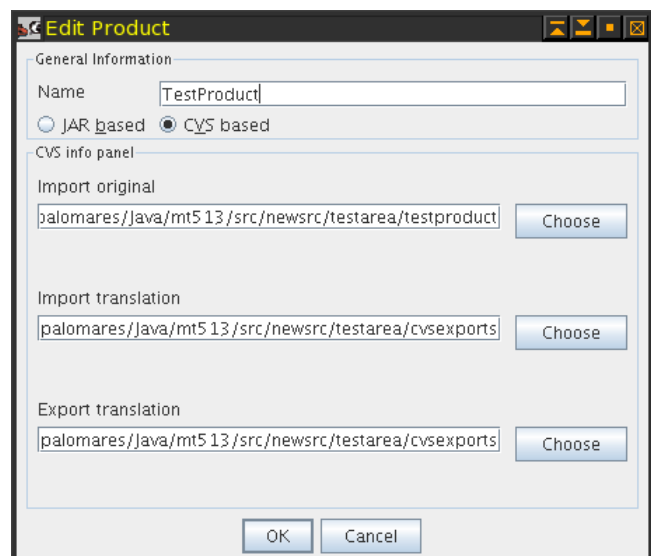 Edit Product
General Information
Name TestProduct
JAR based CVS based
CVS info panel
Import original
palomares/Java/mt513/src/newsrc/testarea/testproduct Choose
Import translation
palomares/Java/mt513/src/newsrc/testarea/cvsexports Choose
Export translation
palomares/Java/mt513/src/newsrc/testarea/cvsexports Choose
OK Cancel